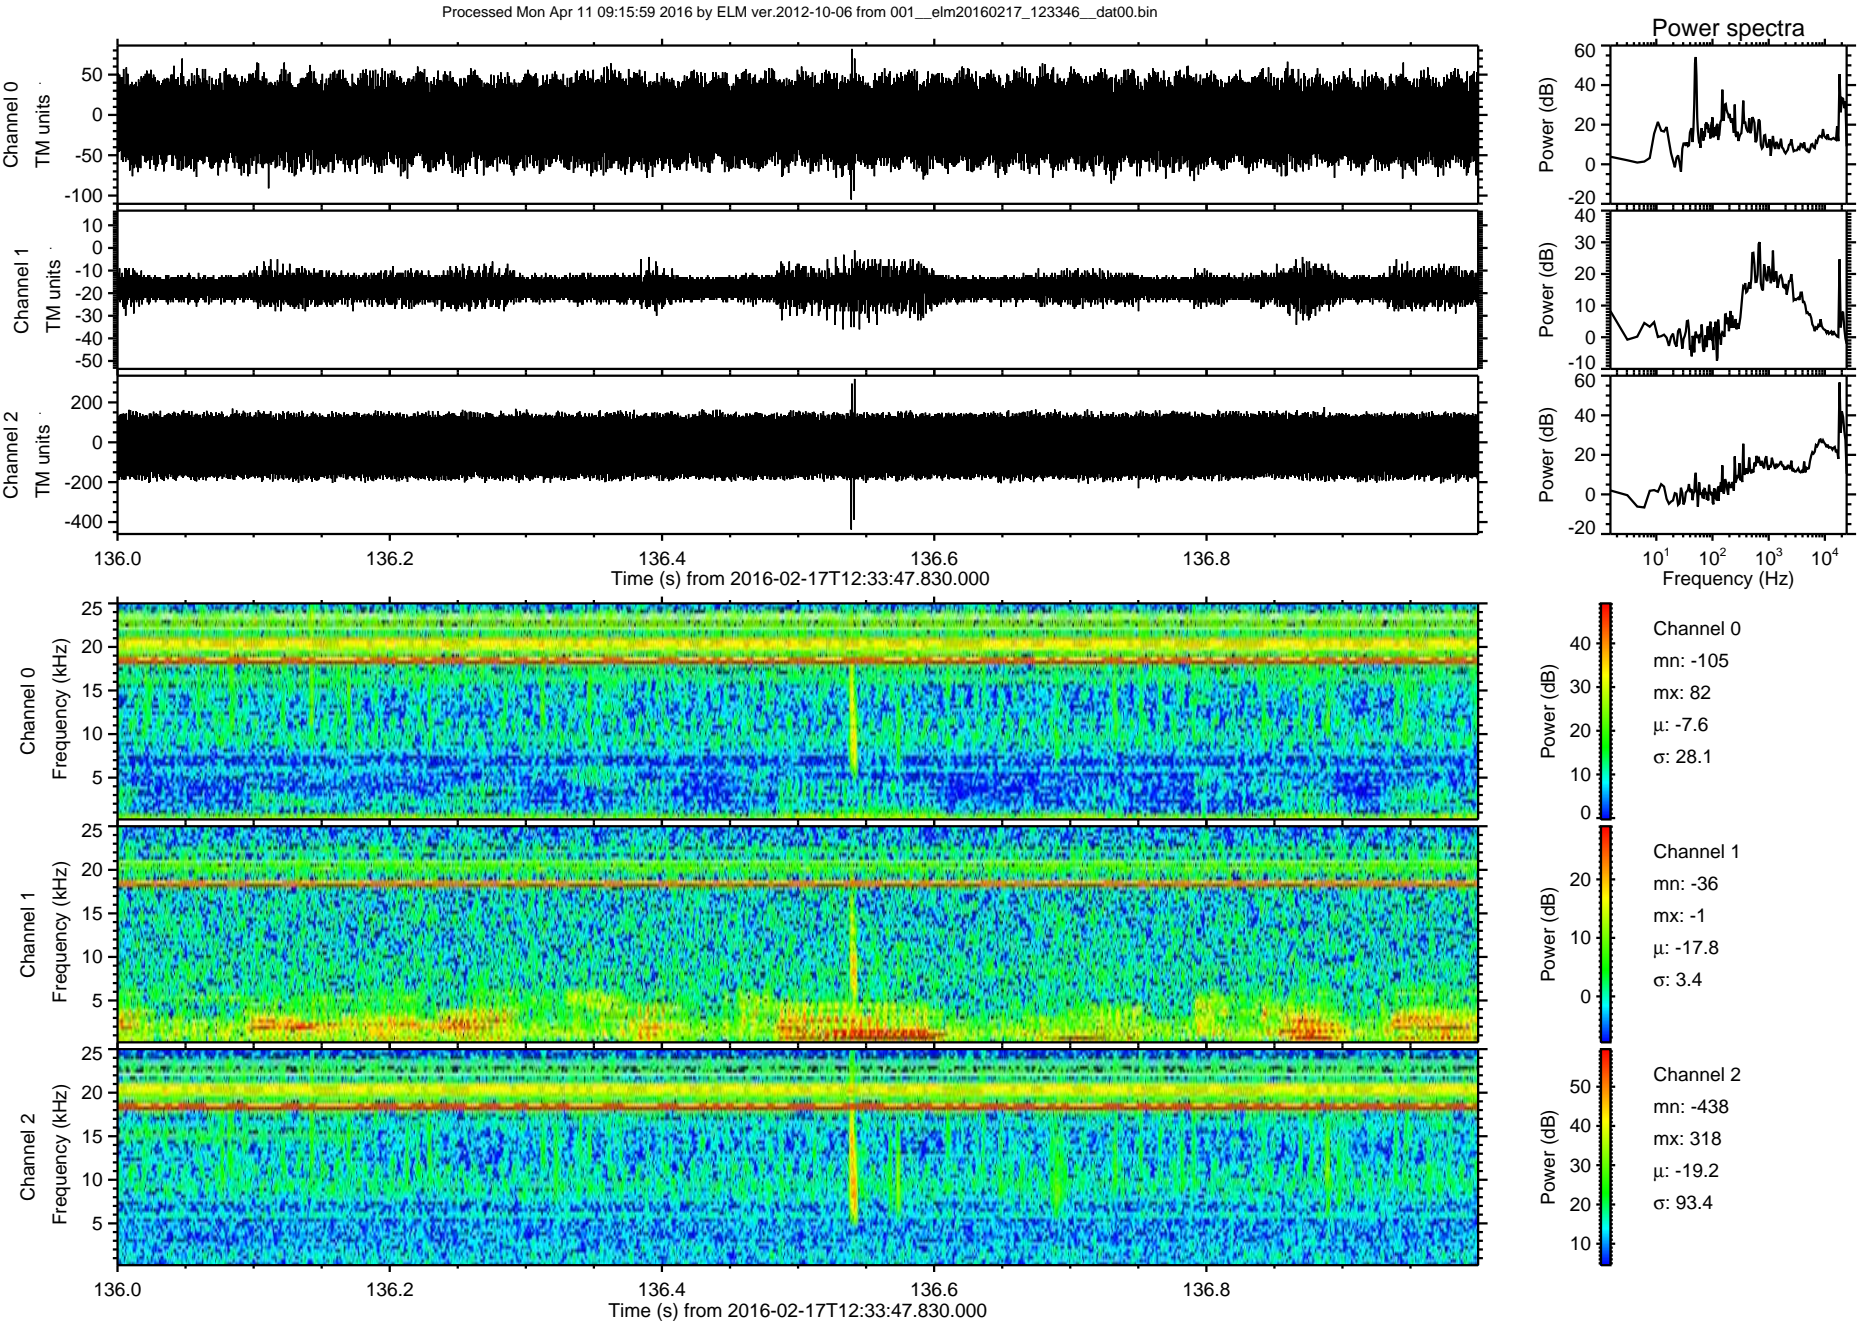 Processed Mon Apr 11 09:15:59 2016 by ELM ver.2012-10-06 from 001__elm20160217_123346__dat00.bin
Power spectra
Channel 0
TM units
50
0
-50
-100
Power (dB)
60
40
20
0
-20
Channel 1
TM units
10
0
-10
-20
-30
-40
-50
Power (dB)
40
30
20
10
0
-10
Channel 2
TM units
200
0
-200
-400
Power (dB)
60
40
20
0
-20
136.0 136.2 136.4 136.6 136.8
Time (s) from 2016-02-17T12:33:47.830.000
10¹ 10² 10³ 10⁴
Frequency (Hz)
Channel 0
Frequency (kHz)
25
20
15
10
5
Power (dB)
40
30
20
10
0
Channel 0
mn: -105
mx: 82
μ: -7.6
σ: 28.1
Channel 1
Frequency (kHz)
25
20
15
10
5
Power (dB)
20
10
0
Channel 1
mn: -36
mx: -1
μ: -17.8
σ: 3.4
Channel 2
Frequency (kHz)
25
20
15
10
5
Power (dB)
50
40
30
20
10
Channel 2
mn: -438
mx: 318
μ: -19.2
σ: 93.4
136.0 136.2 136.4 136.6 136.8
Time (s) from 2016-02-17T12:33:47.830.000